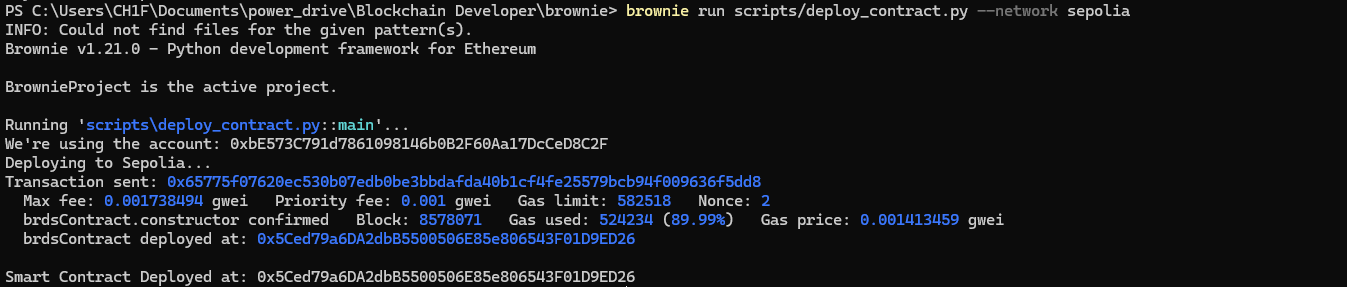 PS C:\Users\CH1F\Documents\power_drive\Blockchain Developer\brownie> brownie run scripts/deploy_contract.py --network sepolia
INFO: Could not find files for the given pattern(s).
Brownie v1.21.0 - Python development framework for Ethereum
BrownieProject is the active project.
Running 'scripts\deploy_contract.py::main'...
We're using the account: 0xbE573C791d7861098146b0B2F60Aa17DcCeD8C2F
Deploying to Sepolia...
Transaction sent: 0x65775f07620ec530b07edb0be3bbdafda40b1cf4fe25579bcb94f009636f5dd8
Max fee: 0.001738494 gwei   Priority fee: 0.001 gwei   Gas limit: 582518   Nonce: 2
brdsContract.constructor confirmed   Block: 8578071   Gas used: 524234 (89.99%)   Gas price: 0.001413459 gwei
brdsContract deployed at: 0x5Ced79a6DA2dbB5500506E85e806543F01D9ED26
Smart Contract Deployed at: 0x5Ced79a6DA2dbB5500506E85e806543F01D9ED26